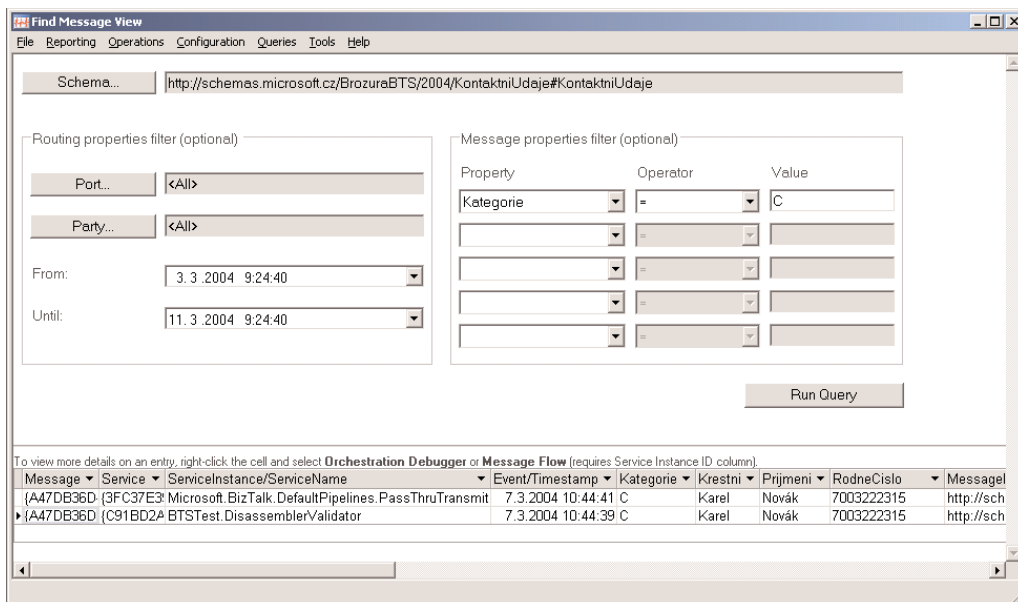 Find Message View
File Reporting Operations Configuration Queries Tools Help
Schema... http://schemas.microsoft.cz/BrozuraBTS/2004/KontaktniUdaje#KontaktniUdaje
Routing properties filter (optional)
Port... <All>
Party... <All>
From: 3. 3 .2004 9:24:40
Until: 11. 3 .2004 9:24:40
Message properties filter (optional)
Property Operator Value
Kategorie = C
=
=
=
=
Run Query
To view more details on an entry, right-click the cell and select Orchestration Debugger or Message Flow (requires Service Instance ID column).
Message Service ServiceInstance/ServiceName Event/Timestamp Kategorie Krestni Prijmeni RodneCislo Messagel
{A47DB36D {3FC37E3 Microsoft.BizTalk.DefaultPipelines.PassThruTransmit 7.3.2004 10:44:41 C Karel Novák 7003222315 http://sch
{A47DB36D {C91BD2A BTSTest.DisassemblerValidator 7.3.2004 10:44:39 C Karel Novák 7003222315 http://sch